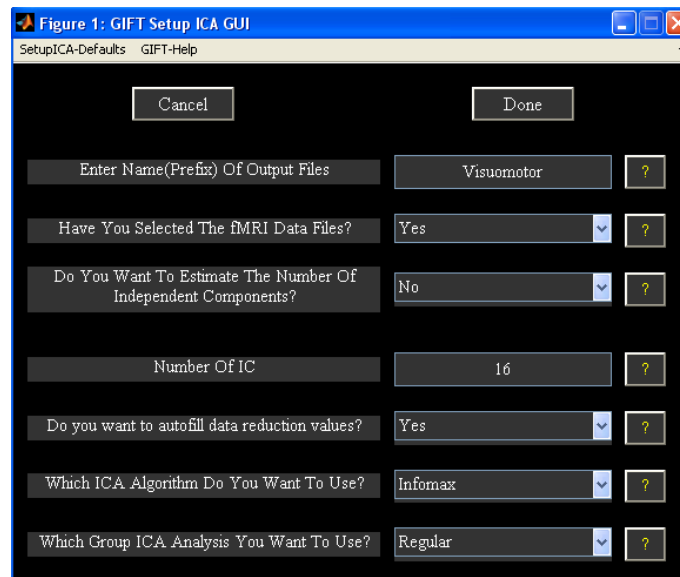 Figure 1: GIFT Setup ICA GUI
SetupICA-Defaults GIFT-Help
Cancel Done
Enter Name(Prefix) Of Output Files Visuomotor ?
Have You Selected The fMRI Data Files? Yes ?
Do You Want To Estimate The Number Of
Independent Components? No ?
Number Of IC 16 ?
Do you want to autofill data reduction values? Yes ?
Which ICA Algorithm Do You Want To Use? Infomax ?
Which Group ICA Analysis You Want To Use? Regular ?